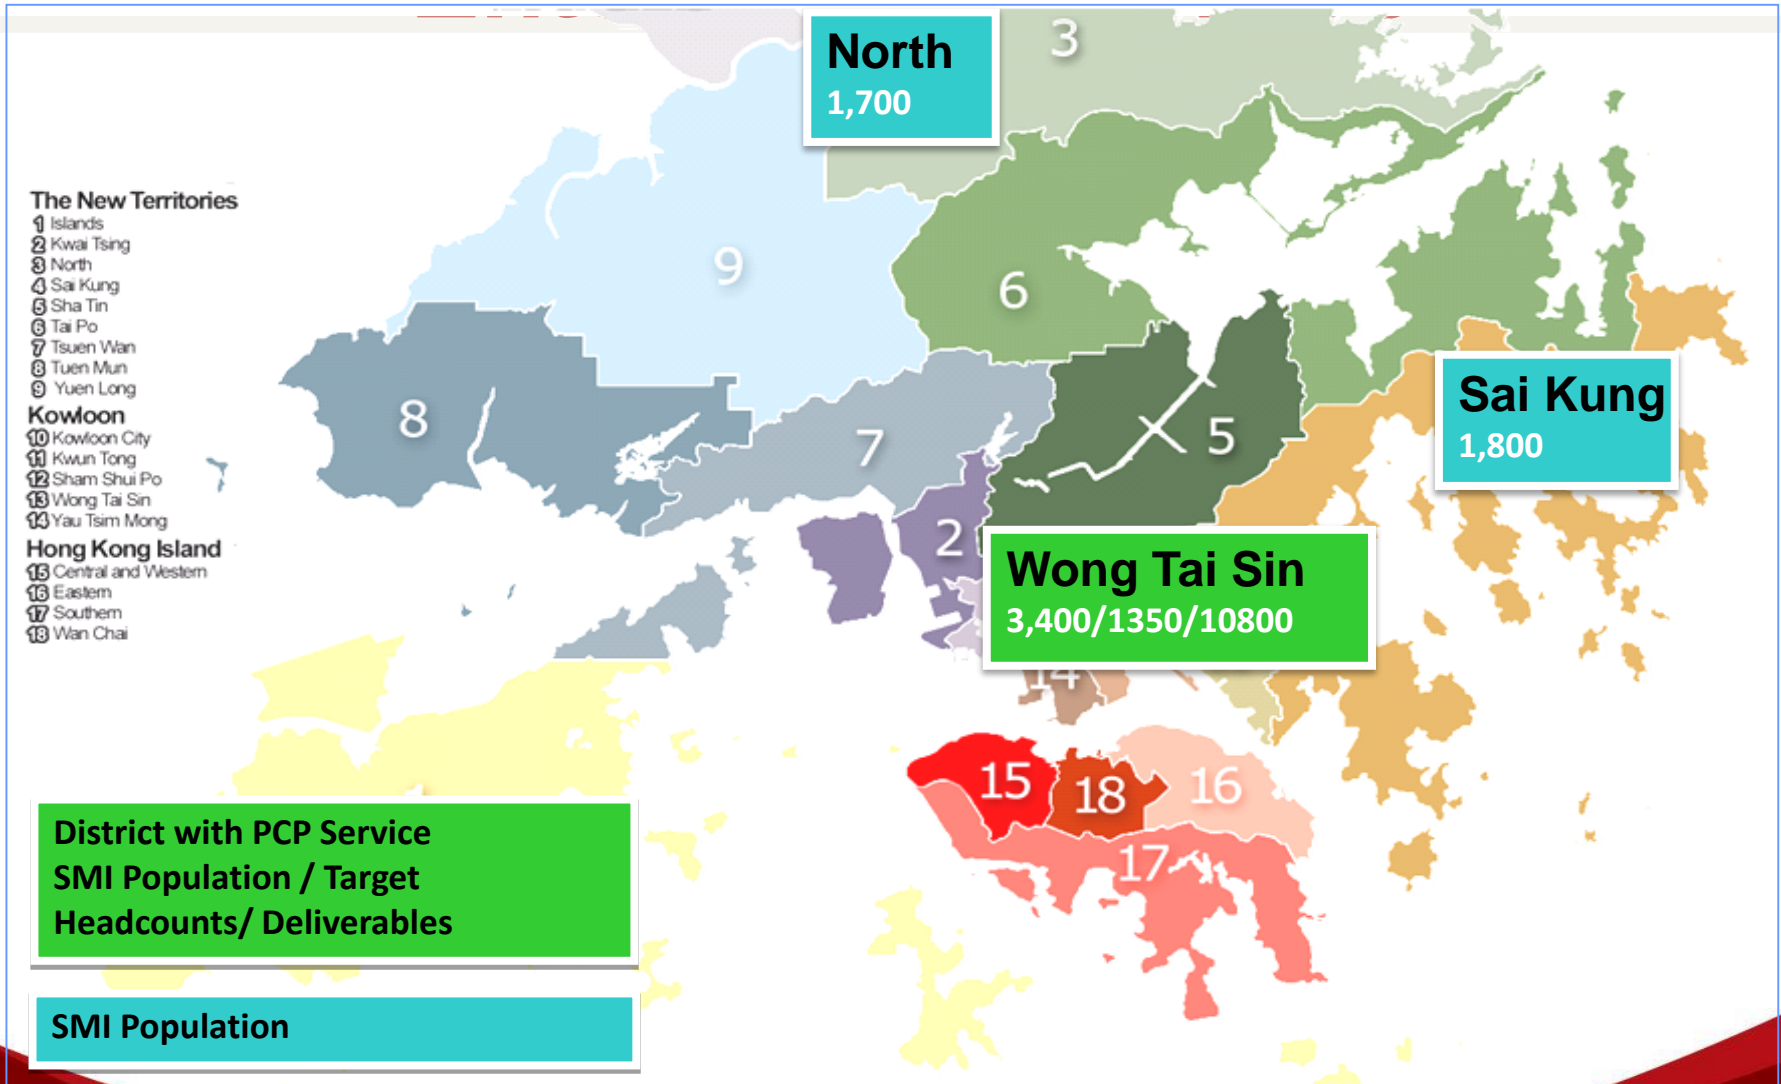 North
1,700
3
The New Territories
1 Islands
2 Kwai Tsing
3 North
4 Sai Kung
5 Sha Tin
6 Tai Po
7 Tsuen Wan
8 Tuen Mun
9 Yuen Long
Kowloon
10 Kowloon City
11 Kwun Tong
12 Sham Shui Po
13 Wong Tai Sin
14 Yau Tsim Mong
Hong Kong Island
15 Central and Western
16 Eastern
17 Southern
18 Wan Chai
9
6
8
7
5
Sai Kung
1,800
2
Wong Tai Sin
3,400/1350/10800
14
15
18
16
17
District with PCP Service
SMI Population / Target
Headcounts/ Deliverables
SMI Population